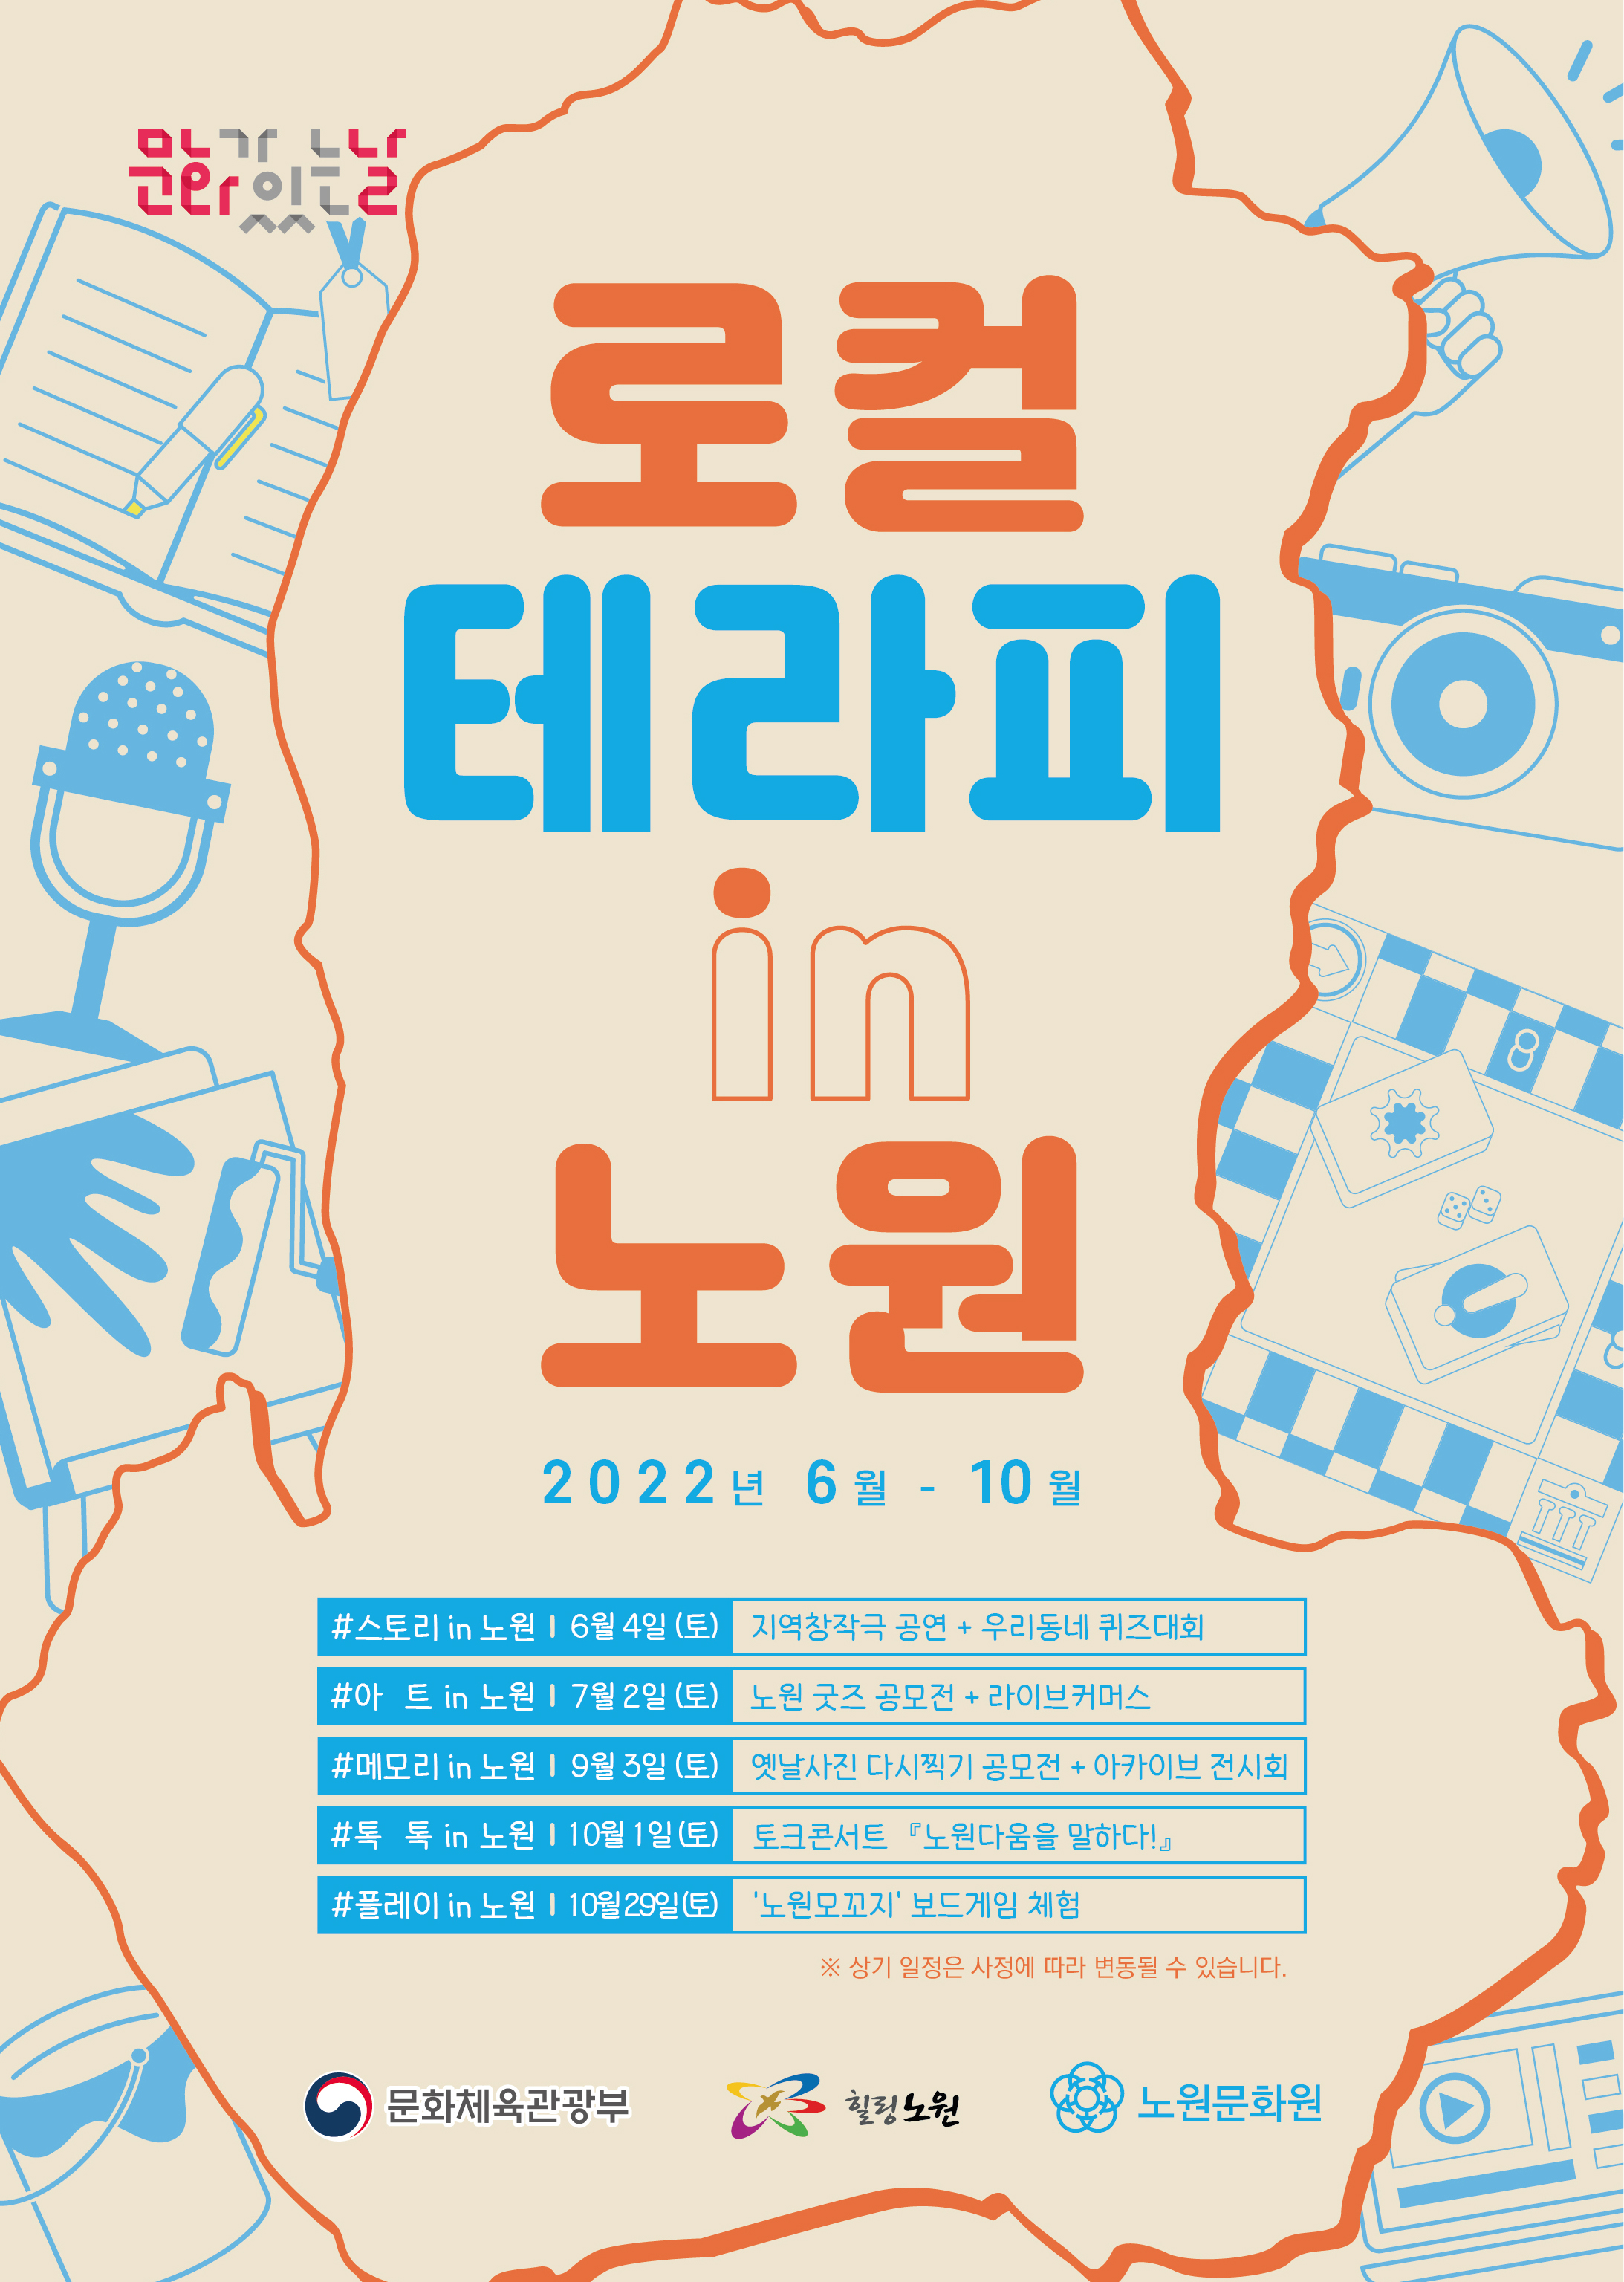 문화가 있는 날
로컬
테라피
in
노원
2022년 6월 - 10월
#스토리 in 노원 | 6월 4일 (토) 지역창작극 공연 + 우리동네 퀴즈대회
#아 트 in 노원 | 7월 2일 (토) 노원 굿즈 공모전 + 라이브커머스
#메모리 in 노원 | 9월 3일 (토) 옛날사진 다시찍기 공모전 + 아카이브 전시회
#톡 톡 in 노원 | 10월 1일 (토) 토크콘서트 『노원다움을 말하다!』
#플레이 in 노원 | 10월 29일 (토) '노원모꼬지' 보드게임 체험
※ 상기 일정은 사정에 따라 변동될 수 있습니다.
문화체육관광부 힐링노원 노원문화원